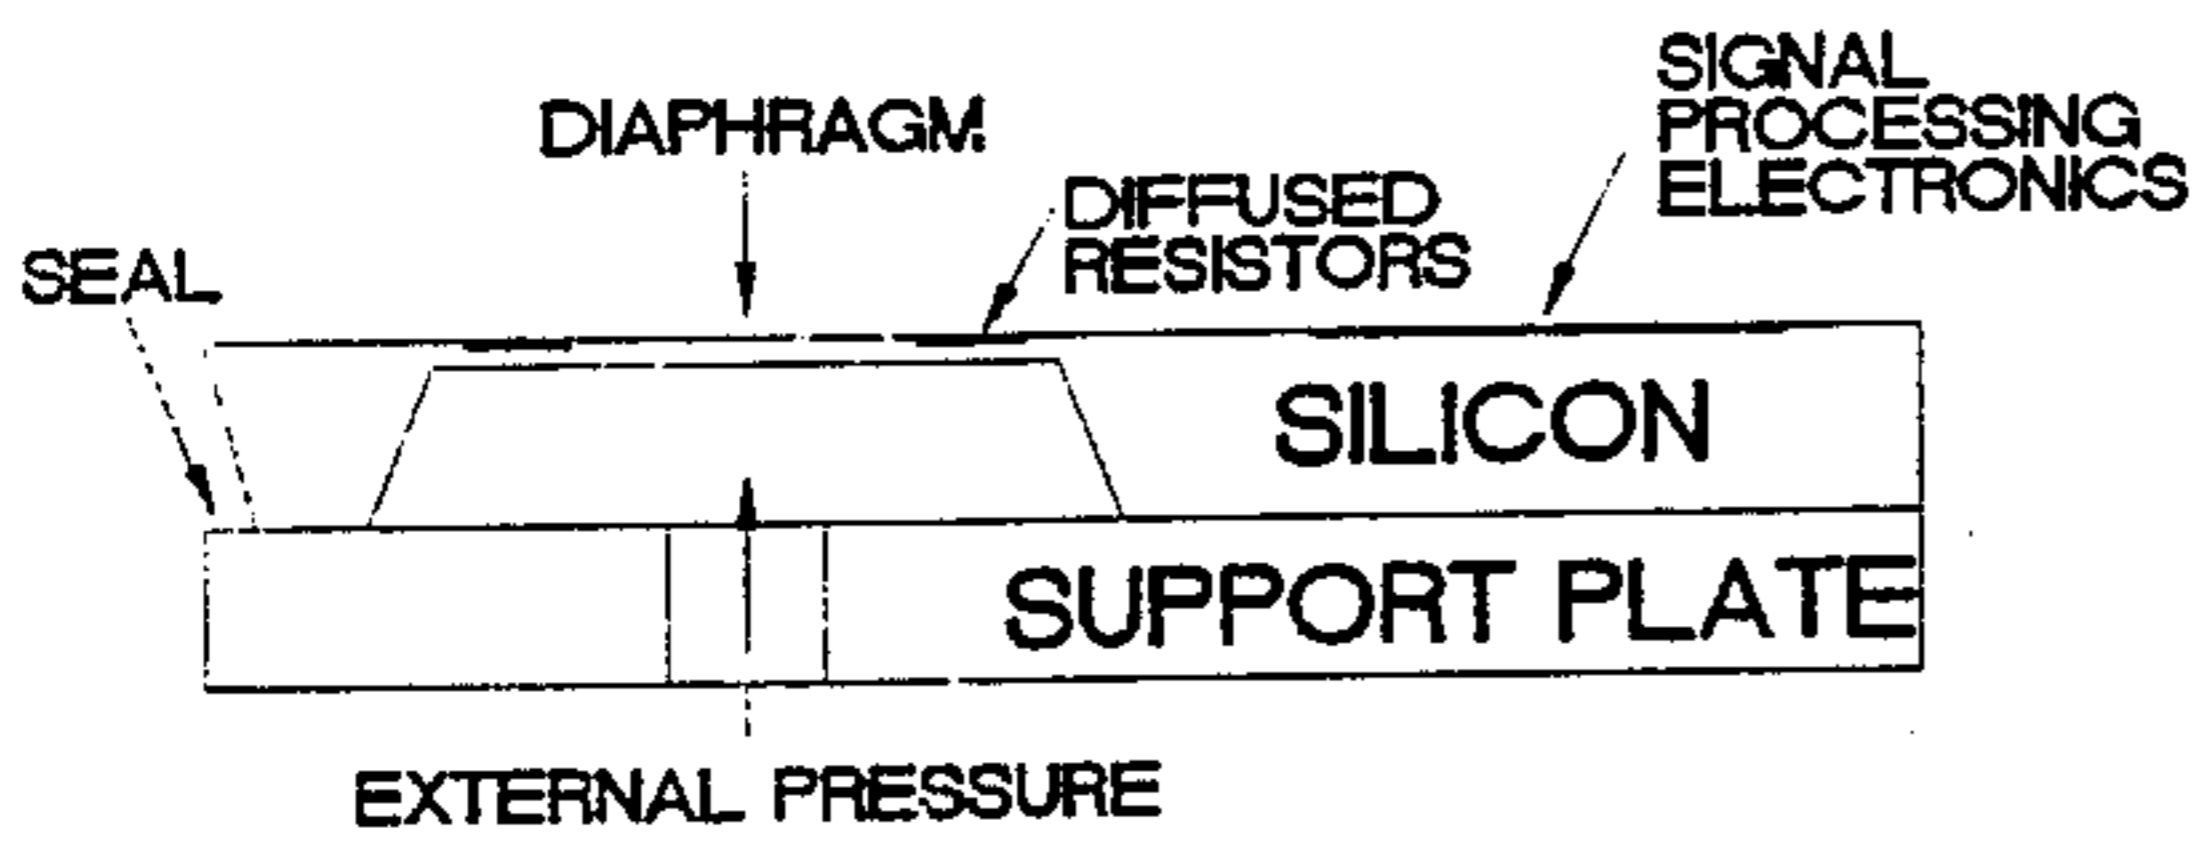 SIGNAL
PROCESSING
ELECTRONICS
DIAPHRAGM
DIFFUSED
RESISTORS
SEAL
SILICON
SUPPORT PLATE
EXTERNAL PRESSURE